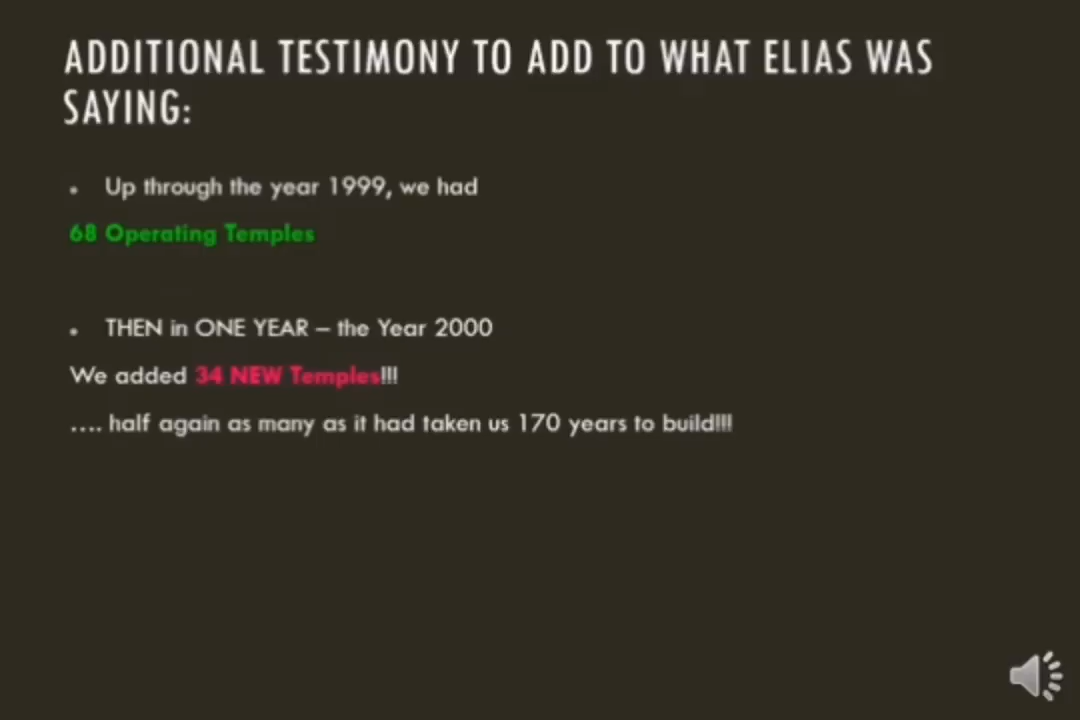 ADDITIONAL TESTIMONY TO ADD TO WHAT ELIAS WAS
SAYING:
• Up through the year 1999, we had
68 Operating Temples
• THEN in ONE YEAR – the Year 2000
We added 34 NEW Temples!!!
…. half again as many as it had taken us 170 years to build!!!